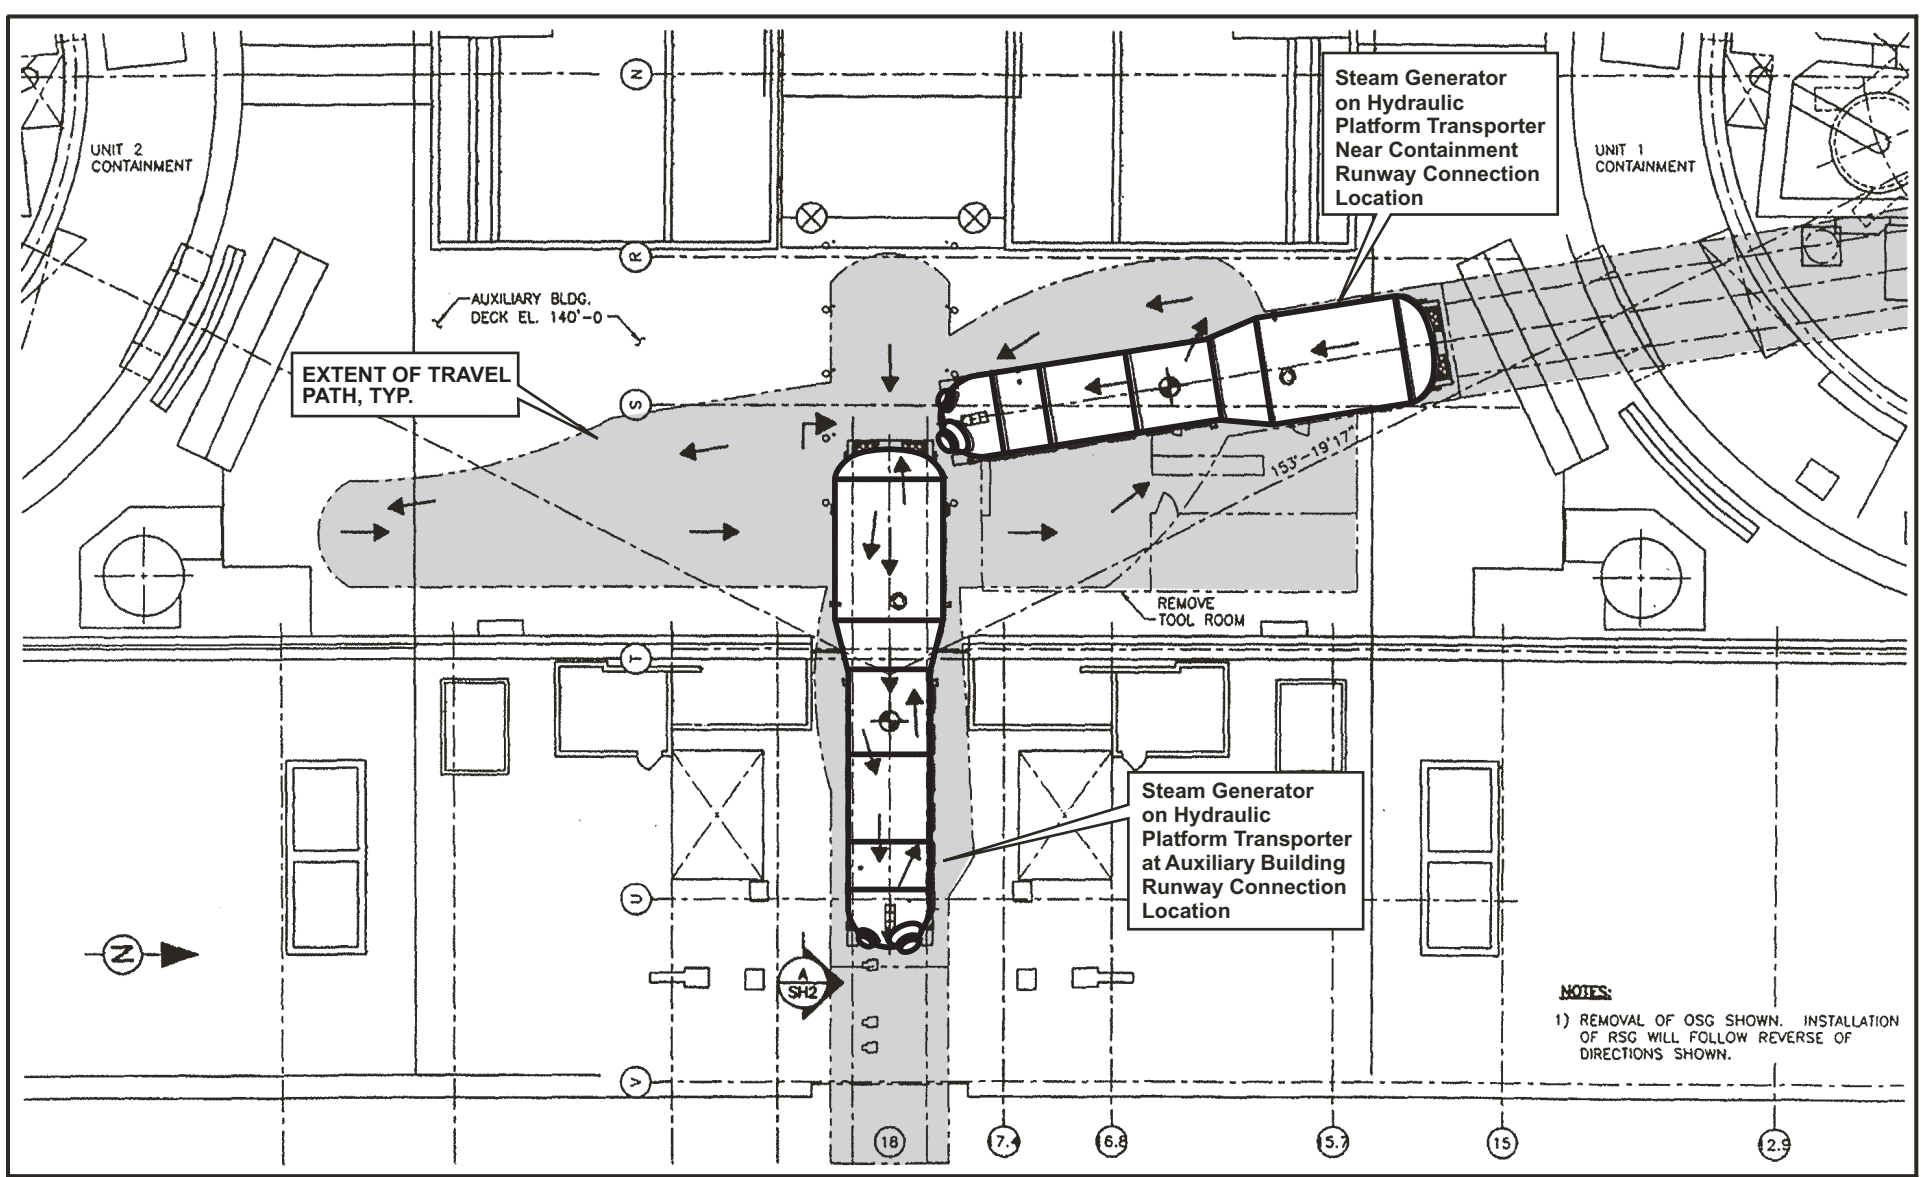 N
Steam Generator
on Hydraulic
Platform Transporter
Near Containment
Runway Connection
Location
UNIT 2
CONTAINMENT
UNIT 1
CONTAINMENT
R
AUXILIARY BLDG.
DECK EL. 140'-0
EXTENT OF TRAVEL
PATH, TYP.
S
153'-19'17"
REMOVE
TOOL ROOM
T
Steam Generator
on Hydraulic
Platform Transporter
at Auxiliary Building
Runway Connection
Location
U
N
A
SH2
NOTES:
1) REMOVAL OF OSG SHOWN. INSTALLATION
OF RSG WILL FOLLOW REVERSE OF
DIRECTIONS SHOWN.
V
18
17.4
16.8
15.7
15
12.9